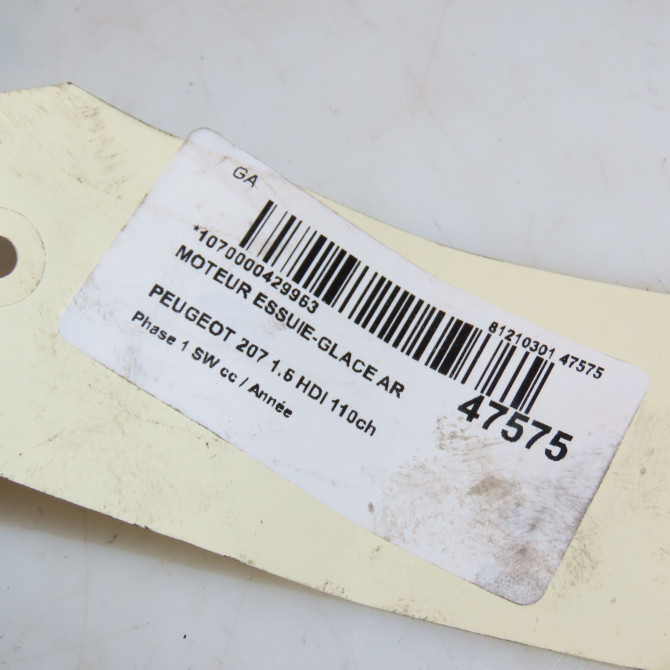 GA
*1070000429963
81210301 47575
MOTEUR ESSUIE-GLACE AR
47575
PEUGEOT 207 1.6 HDI 110ch
Phase 1 SW cc / Année